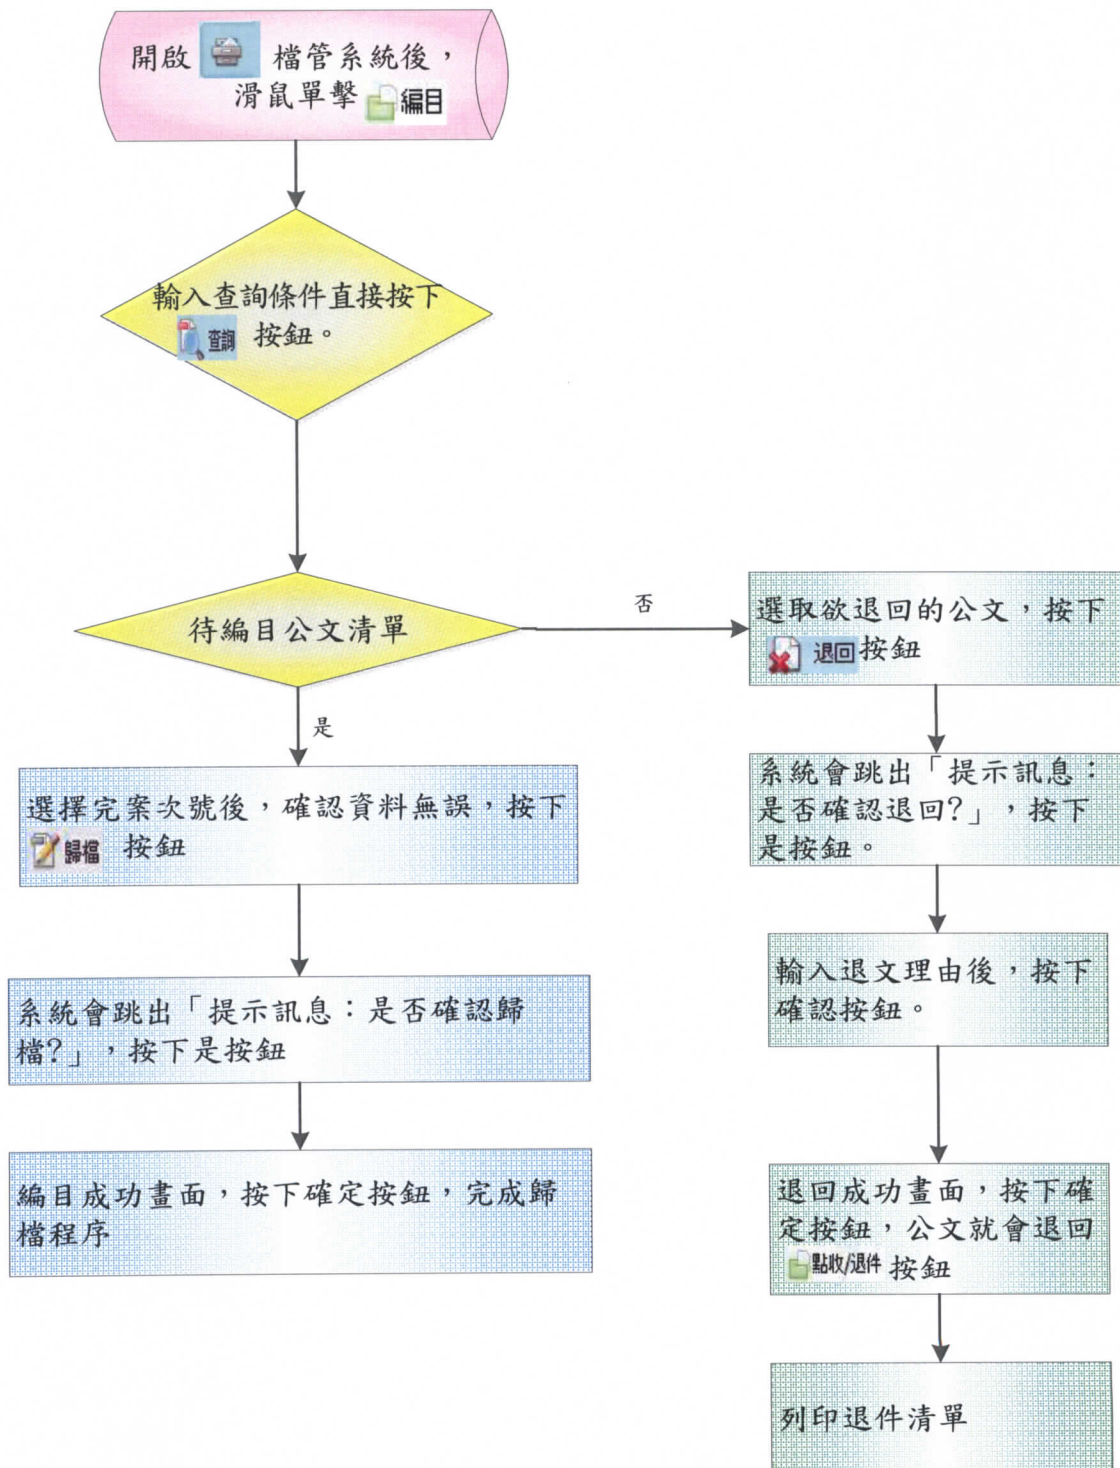 開啟 檔管系統後，
滑鼠單擊 編目
輸入查詢條件直接按下
查詢 按鈕。
待編目公文清單
否
是
選擇完案次號後，確認資料無誤，按下
歸檔 按鈕
系統會跳出「提示訊息：是否確認歸
檔?」，按下是按鈕
編目成功畫面，按下確定按鈕，完成歸
檔程序
選取欲退回的公文，按下
退回按鈕
系統會跳出「提示訊息：
是否確認退回?」，按下
是按鈕。
輸入退文理由後，按下
確認按鈕。
退回成功畫面，按下確
定按鈕，公文就會退回
點收/退件 按鈕
列印退件清單